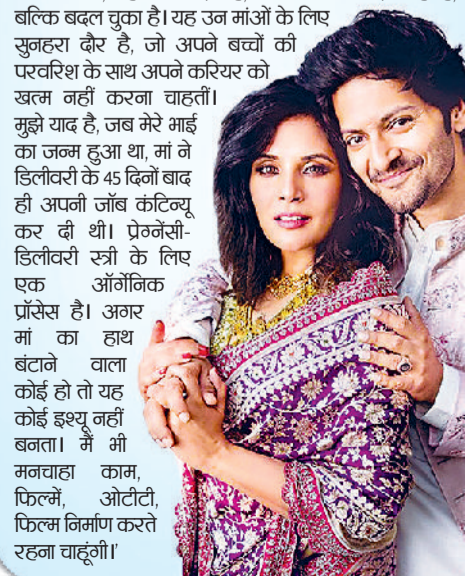 बल्कि बदल चुका है। यह उन मांओं के लिए
सुनहरा दौर है, जो अपने बच्चों की
परवरिश के साथ अपने करियर को
खत्म नहीं करना चाहतीं।
मुझे याद है, जब मेरे भाई
का जन्म हुआ था, मां ने
डिलीवरी के 45 दिनों बाद
ही अपनी जॉब कंटिन्यू
कर दी थी। प्रेग्नेंसी-
डिलीवरी स्त्री के लिए
एक ऑर्गेनिक
प्रॉसेस है। अगर
मां का हाथ
बंटाने वाला
कोई हो तो यह
कोई इश्यू नहीं
बनता। मैं भी
मनचाहा काम,
फिल्में, ओटीटी,
फिल्म निर्माण करते
रहना चाहूंगी।'